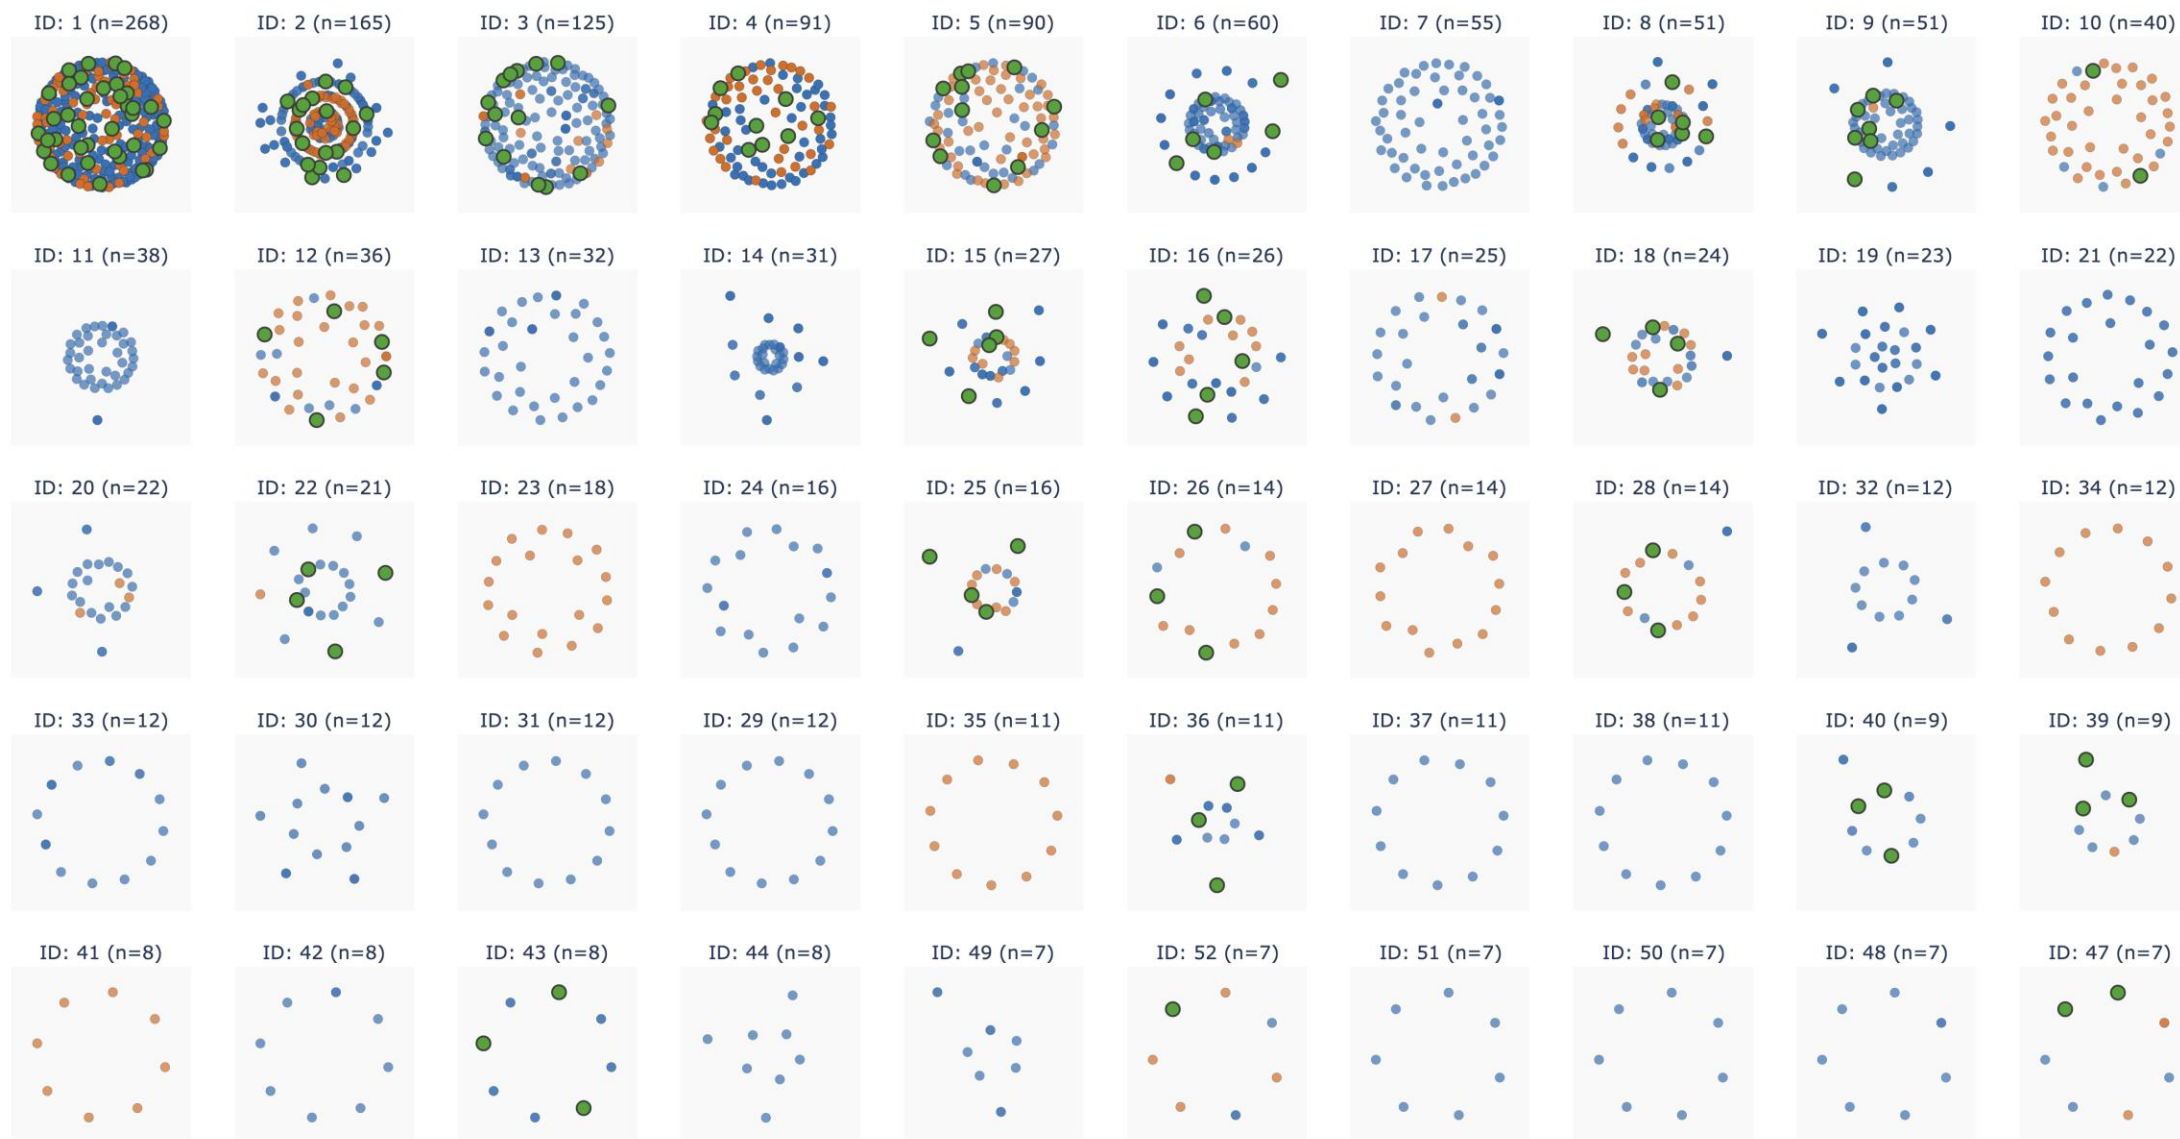 ID: 1 (n=268) ID: 2 (n=165) ID: 3 (n=125) ID: 4 (n=91) ID: 5 (n=90) ID: 6 (n=60) ID: 7 (n=55) ID: 8 (n=51) ID: 9 (n=51) ID: 10 (n=40)
ID: 11 (n=38) ID: 12 (n=36) ID: 13 (n=32) ID: 14 (n=31) ID: 15 (n=27) ID: 16 (n=26) ID: 17 (n=25) ID: 18 (n=24) ID: 19 (n=23) ID: 21 (n=22)
ID: 20 (n=22) ID: 22 (n=21) ID: 23 (n=18) ID: 24 (n=16) ID: 25 (n=16) ID: 26 (n=14) ID: 27 (n=14) ID: 28 (n=14) ID: 32 (n=12) ID: 34 (n=12)
ID: 33 (n=12) ID: 30 (n=12) ID: 31 (n=12) ID: 29 (n=12) ID: 35 (n=11) ID: 36 (n=11) ID: 37 (n=11) ID: 38 (n=11) ID: 40 (n=9) ID: 39 (n=9)
ID: 41 (n=8) ID: 42 (n=8) ID: 43 (n=8) ID: 44 (n=8) ID: 49 (n=7) ID: 52 (n=7) ID: 51 (n=7) ID: 50 (n=7) ID: 48 (n=7) ID: 47 (n=7)